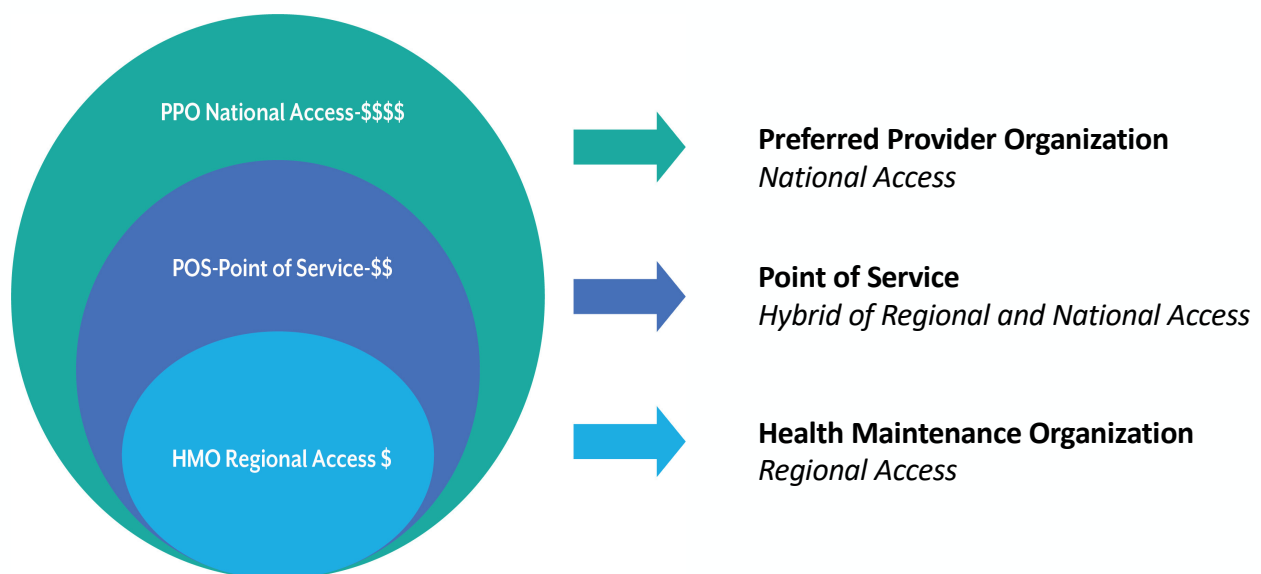 PPO National Access-$$$$
Preferred Provider Organization
National Access
POS-Point of Service-$$
Point of Service
Hybrid of Regional and National Access
HMO Regional Access $
Health Maintenance Organization
Regional Access